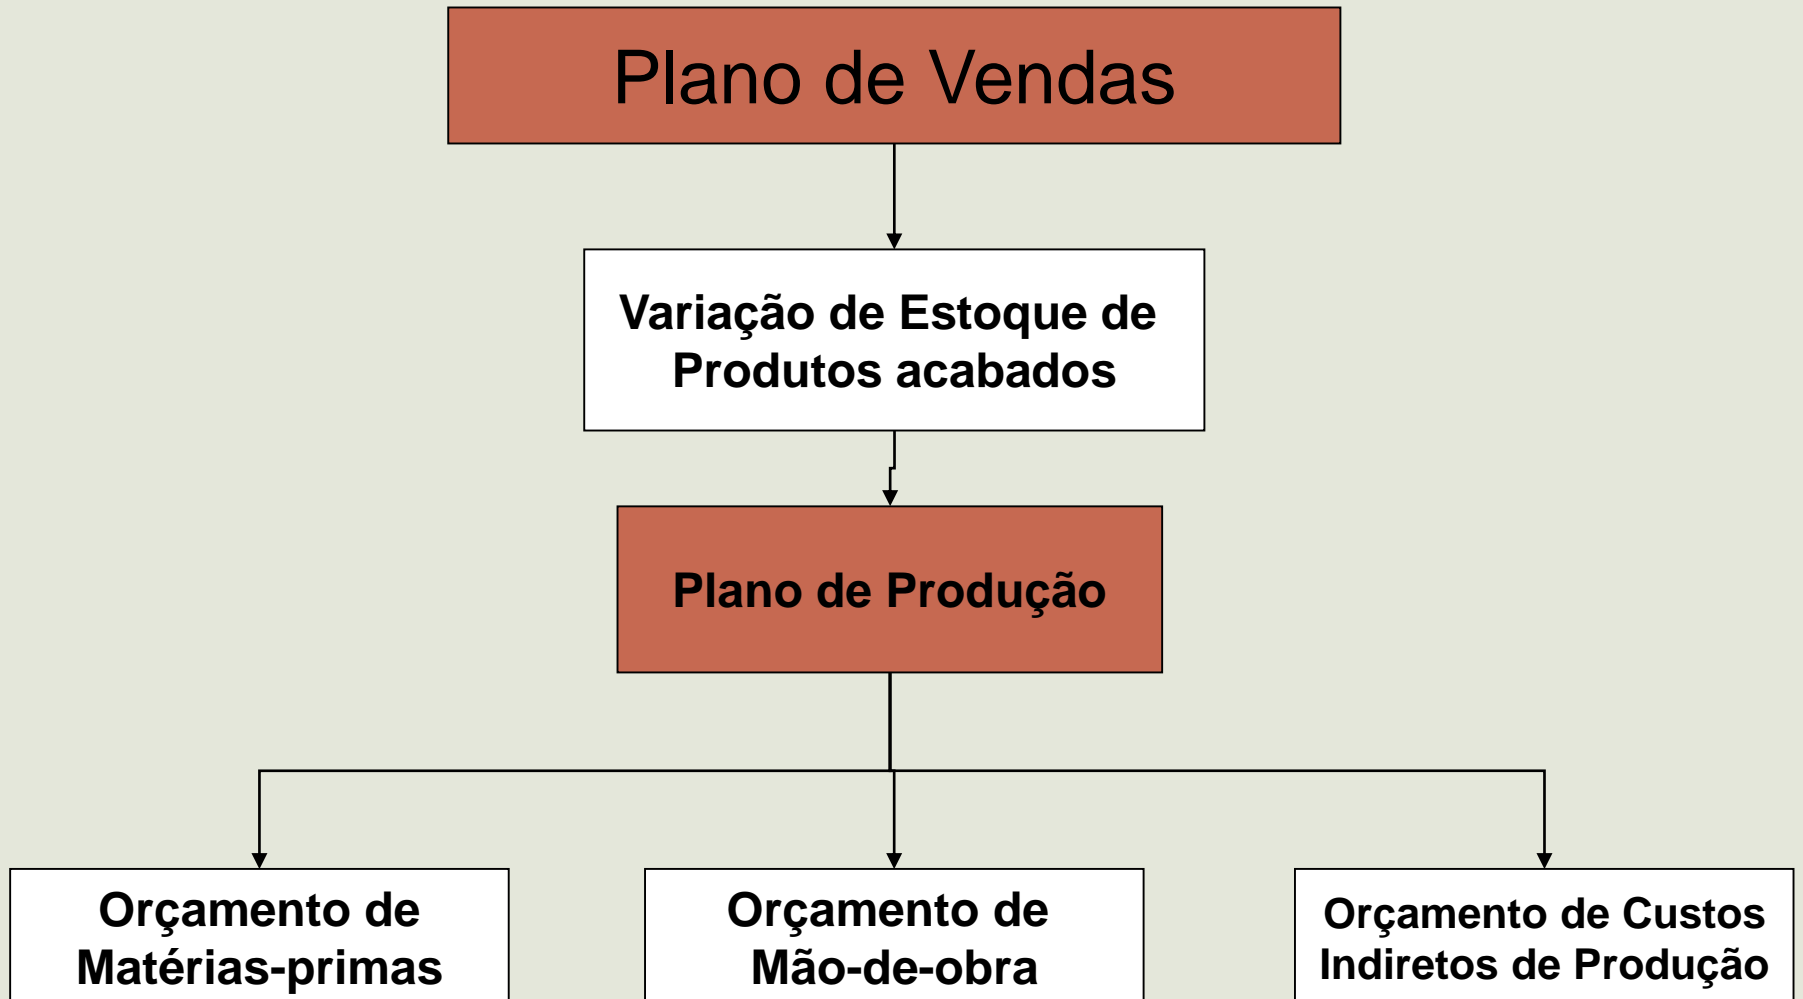 Plano de Vendas
Variação de Estoque de
Produtos acabados
Plano de Produção
Orçamento de
Matérias-primas
Orçamento de
Mão-de-obra
Orçamento de Custos
Indiretos de Produção